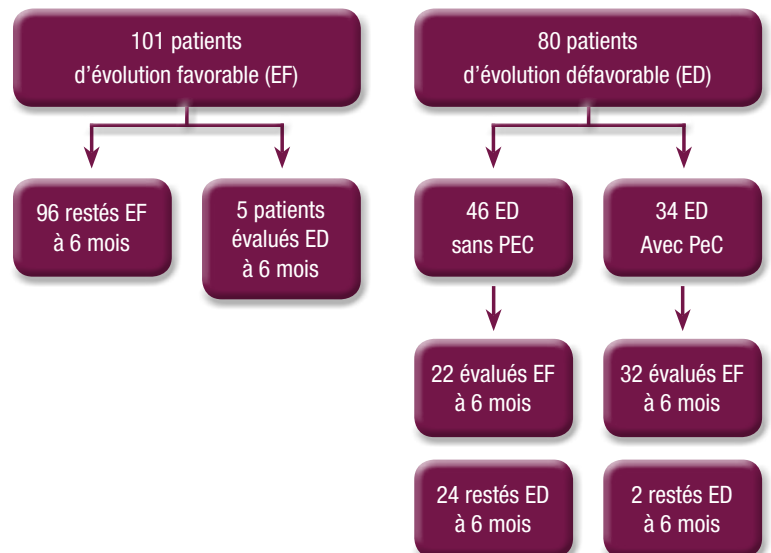 101 patients
d'évolution favorable (EF)
80 patients
d'évolution défavorable (ED)
96 restés EF
à 6 mois
5 patients
évalués ED
à 6 mois
46 ED
sans PEC
34 ED
Avec PeC
22 évalués EF
à 6 mois
32 évalués EF
à 6 mois
24 restés ED
à 6 mois
2 restés ED
à 6 mois